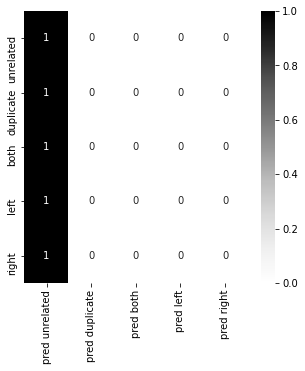 unrelated 1 0 0 0 0
duplicate 1 0 0 0 0
both 1 0 0 0 0
left 1 0 0 0 0
right 1 0 0 0 0
pred unrelated
pred duplicate
pred both
pred left
pred right
1.0
0.8
0.6
0.4
0.2
0.0